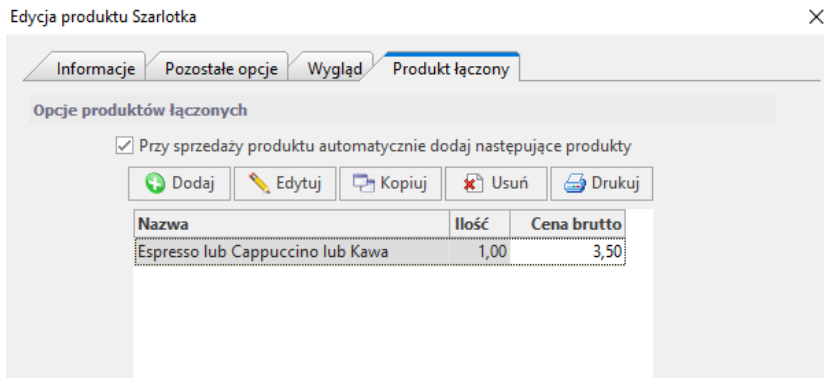 Edycja produktu Szarlotka
Informacje Pozostałe opcje Wygląd Produkt łączony
Opcje produktów łączonych
Przy sprzedaży produktu automatycznie dodaj następujące produkty
Dodaj Edytuj Kopiuj Usuń Drukuj
Nazwa Ilość Cena brutto
Espresso lub Cappuccino lub Kawa 1,00 3,50